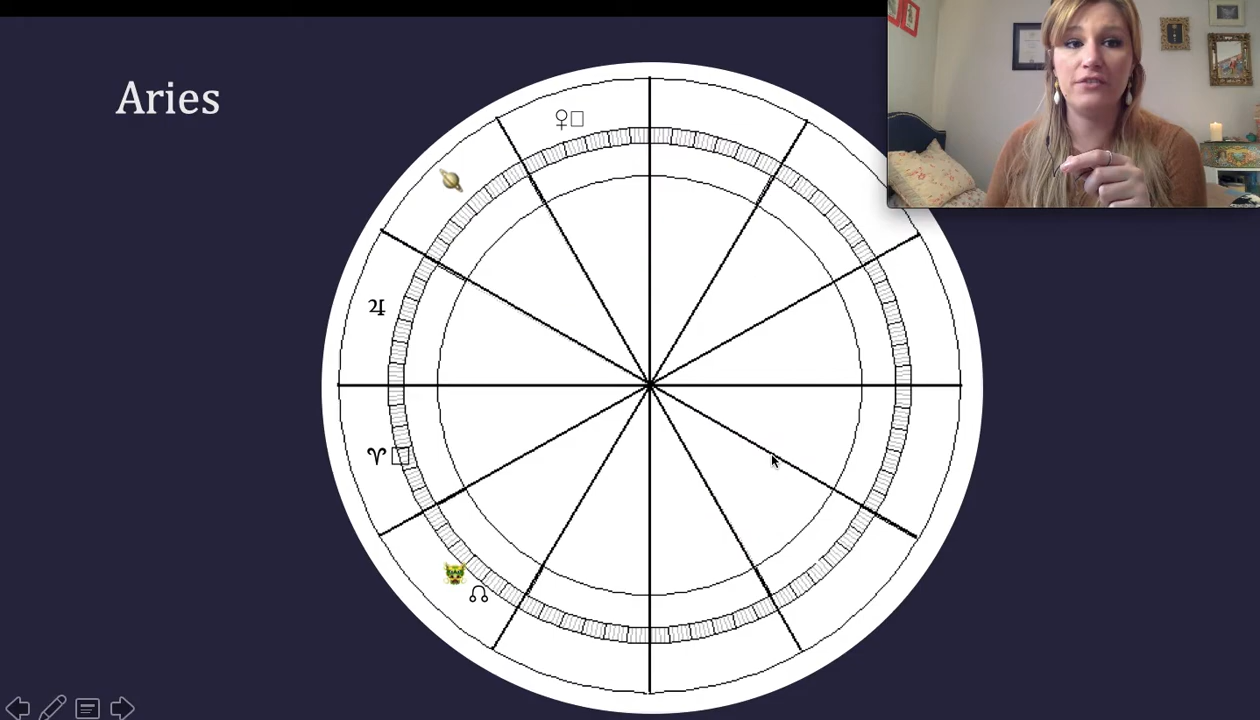 Aries
♀□
♃
♈□
☊